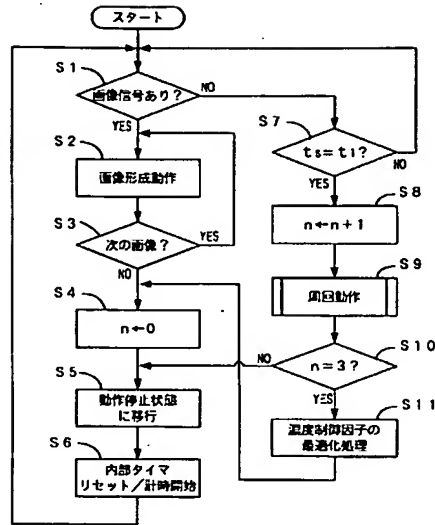 スタート
S1
画像信号あり？
NO
YES
S2
画像形成動作
S3
次の画像？
YES
NO
S4
n←0
S5
動作停止状態
に移行
S6
内部タイマ
リセット／計時開始
S7
ts=t1?
NO
YES
S8
n←n+1
S9
周回動作
S10
n=3?
NO
YES
S11
濃度制御因子の
最適化処理